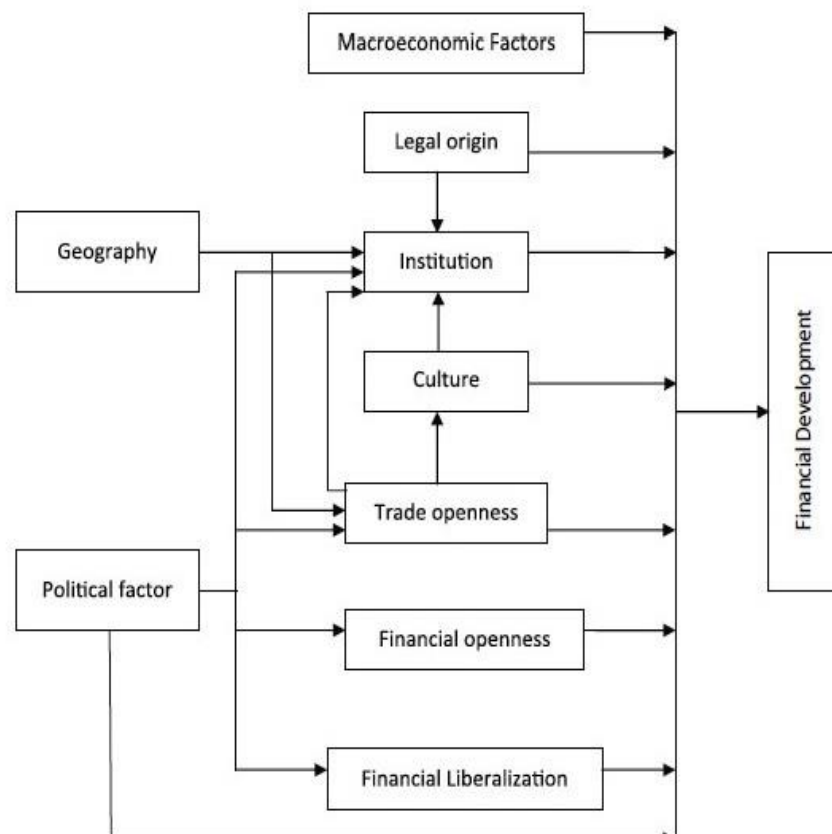 Macroeconomic Factors
Legal origin
Geography
Institution
Culture
Trade openness
Political factor
Financial openness
Financial Liberalization
Financial Development